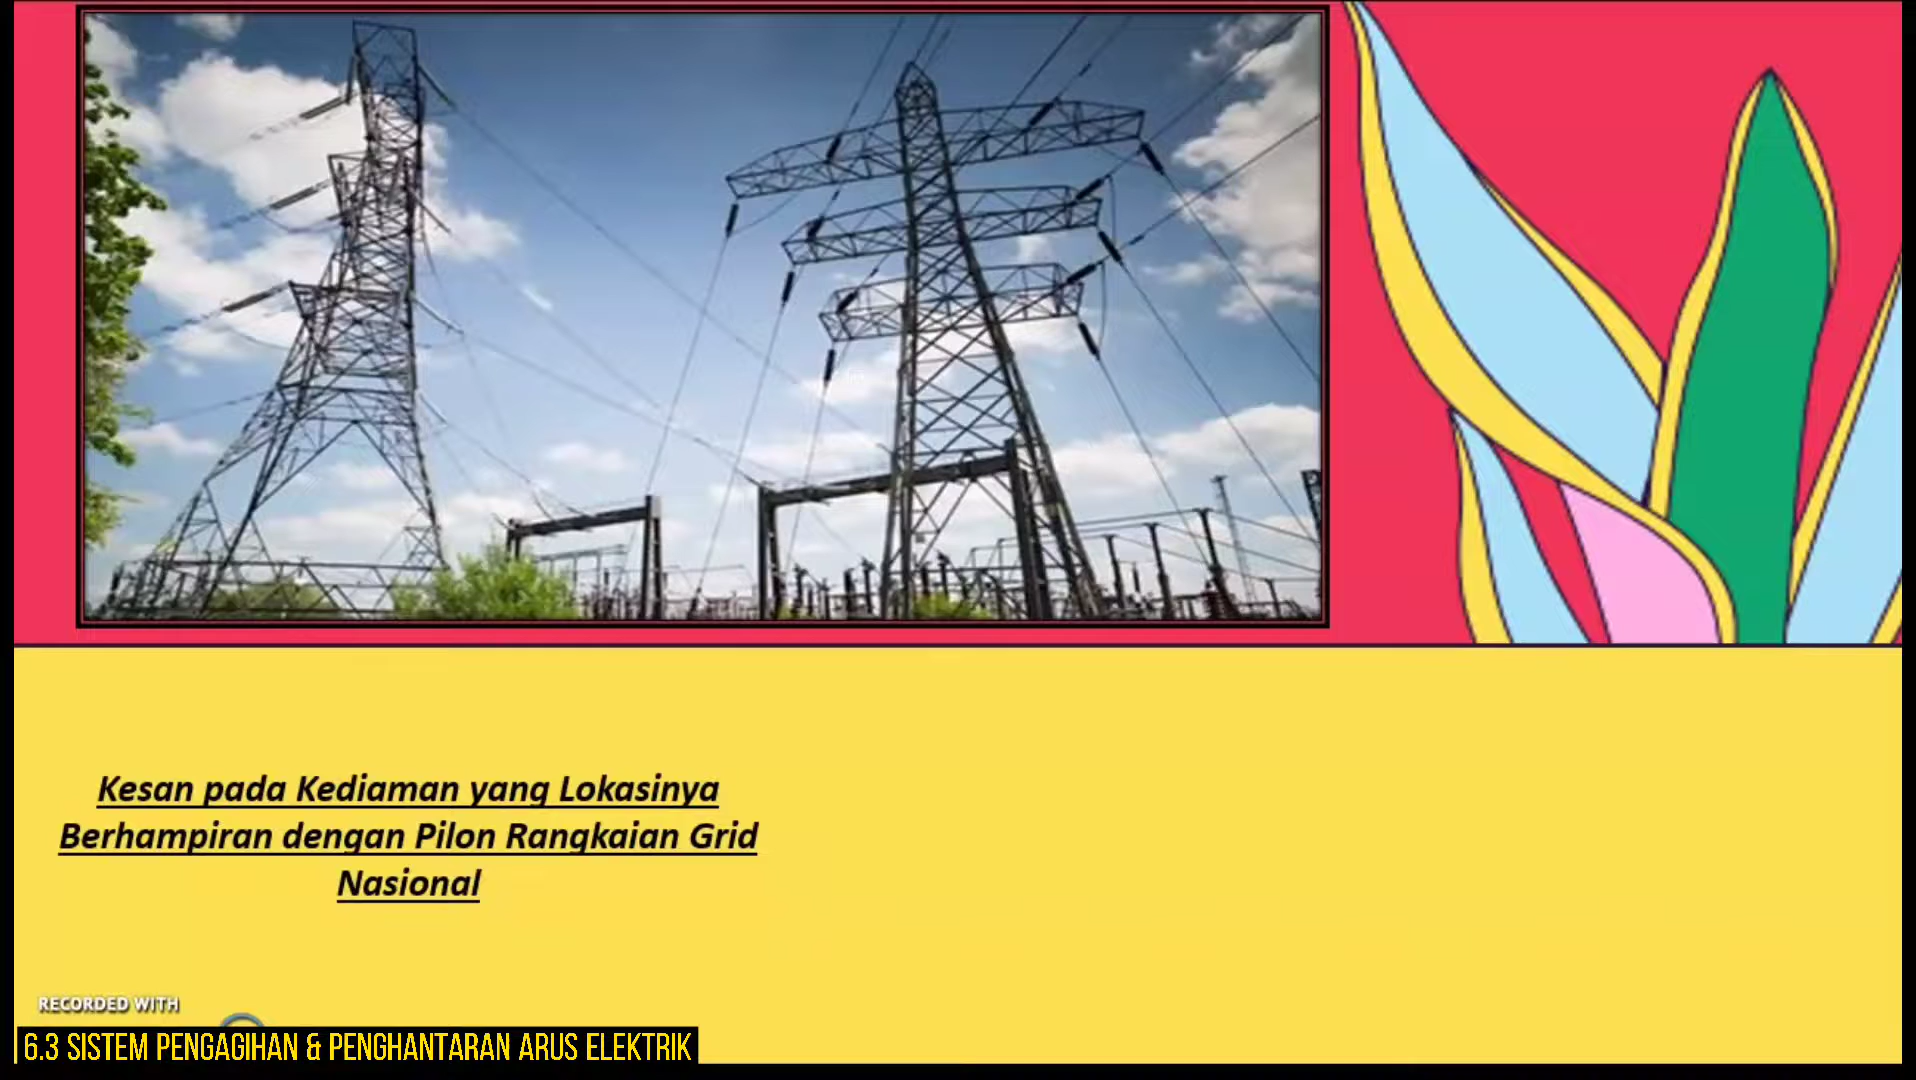 Kesan pada Kediaman yang Lokasinya
Berhampiran dengan Pilon Rangkaian Grid
Nasional
RECORDED WITH
6.3 SISTEM PENGAGIHAN & PENGHANTARAN ARUS ELEKTRIK